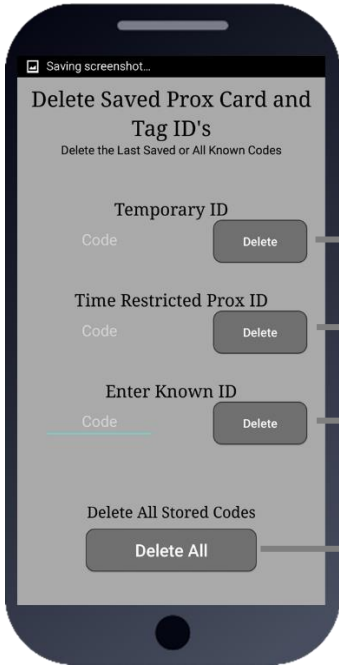 Saving screenshot...
Delete Saved Prox Card and
Tag ID's
Delete the Last Saved or All Known Codes
Temporary ID
Code
Delete
Time Restricted Prox ID
Code
Delete
Enter Known ID
Code
Delete
Delete All Stored Codes
Delete All